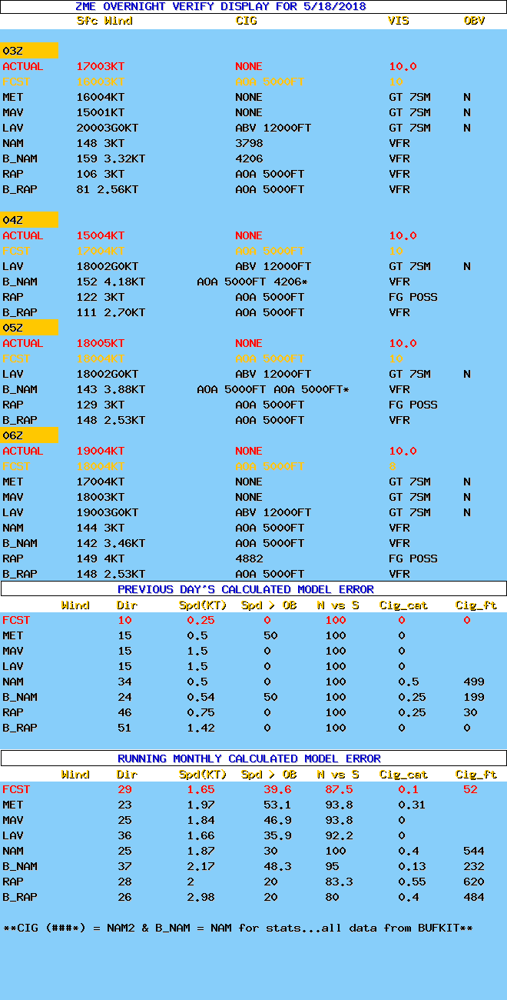 ZME OVERNIGHT VERIFY DISPLAY FOR 5/18/2018
Sfc Wind CIG VIS OBV
03Z
ACTUAL 17003KT NONE 10.0
FCST 16003KT AOA 5000FT 10
MET 16004KT NONE GT 7SM N
MAV 15001KT NONE GT 7SM N
LAV 20003G0KT ABV 12000FT GT 7SM N
NAM 148 3KT 3798 VFR
B_NAM 159 3.32KT 4206 VFR
RAP 106 3KT AOA 5000FT VFR
B_RAP 81 2.56KT AOA 5000FT VFR
04Z
ACTUAL 15004KT NONE 10.0
FCST 17004KT AOA 5000FT 10
LAV 18002G0KT ABV 12000FT GT 7SM N
B_NAM 152 4.18KT AOA 5000FT 4206* VFR
RAP 122 3KT AOA 5000FT FG POSS
B_RAP 111 2.70KT AOA 5000FT VFR
05Z
ACTUAL 18005KT NONE 10.0
FCST 18004KT AOA 5000FT 10
LAV 18002G0KT ABV 12000FT GT 7SM N
B_NAM 143 3.88KT AOA 5000FT AOA 5000FT* VFR
RAP 129 3KT AOA 5000FT FG POSS
B_RAP 148 2.53KT AOA 5000FT VFR
06Z
ACTUAL 19004KT NONE 10.0
FCST 18004KT AOA 5000FT
MET 17004KT NONE GT 7SM N
MAV 18003KT NONE GT 7SM N
LAV 19003G0KT ABV 12000FT GT 7SM N
NAM 144 3KT AOA 5000FT VFR
B_NAM 142 3.46KT AOA 5000FT VFR
RAP 149 4KT 4882 FG POSS
B_RAP 148 2.53KT AOA 5000FT VFR
PREVIOUS DAY'S CALCULATED MODEL ERROR
Wind Dir Spd(KT) Spd > OB N vs S Cig_cat Cig_ft
FCST 10 0.25 0 100 0 0
MET 15 0.5 50 100 0
MAV 15 1.5 0 100 0
LAV 15 1.5 0 100 0
NAM 34 0.5 0 100 0.5 499
B_NAM 24 0.54 50 100 0.25 199
RAP 46 0.75 0 100 0.25 30
B_RAP 51 1.42 0 100 0 0
RUNNING MONTHLY CALCULATED MODEL ERROR
Wind Dir Spd(KT) Spd > OB N vs S Cig_cat Cig_ft
FCST 29 1.65 39.6 87.5 0.1 52
MET 23 1.97 53.1 93.8 0.31
MAV 25 1.84 46.9 93.8 0
LAV 36 1.66 35.9 92.2 0
NAM 25 1.87 30 100 0.4 544
B_NAM 37 2.17 48.3 95 0.13 232
RAP 28 2 20 83.3 0.55 620
B_RAP 26 2.98 20 80 0.4 484
**CIG (###*) = NAM2 & B_NAM = NAM for stats...all data from BUFKIT**